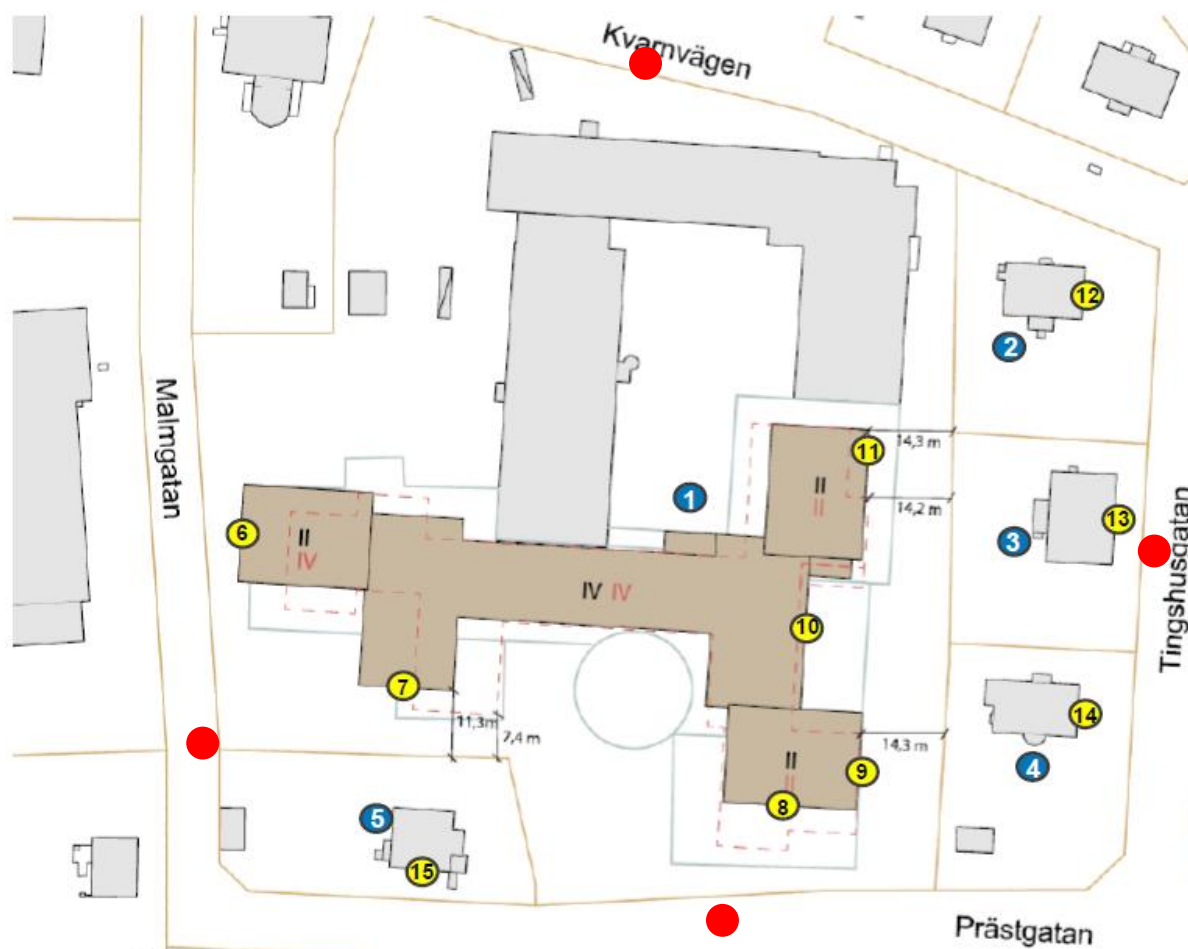 Kvarnvägen
12
2
Malmgatan
11
14,3 m
II
II
14,2 m
1
6
II
IV
13
3
IV IV
10
Tingshusgatan
7
11,3m
7,4 m
14
14,3 m
4
II
II
9
8
5
15
Prästgatan